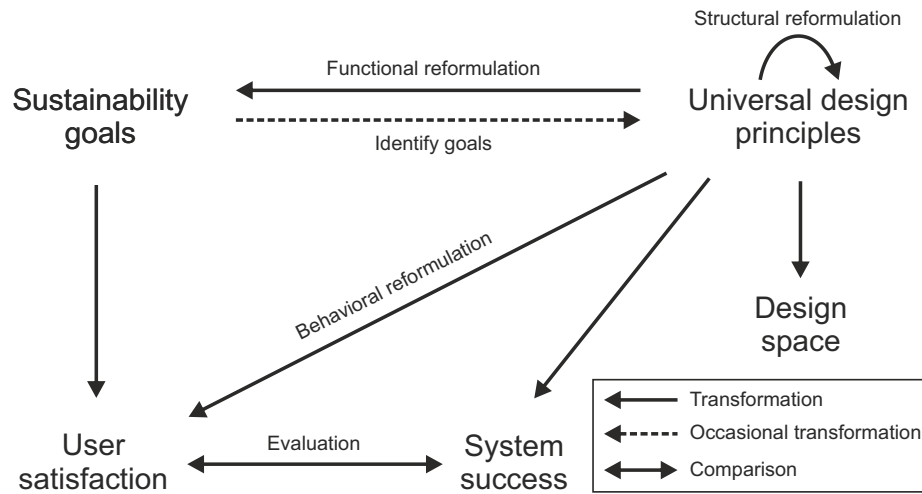 Structural reformulation
Functional reformulation
Sustainability
goals
Universal design
principles
Identify goals
Behavioral reformulation
Design
space
User
satisfaction
Evaluation
System
success
Transformation
Occasional transformation
Comparison